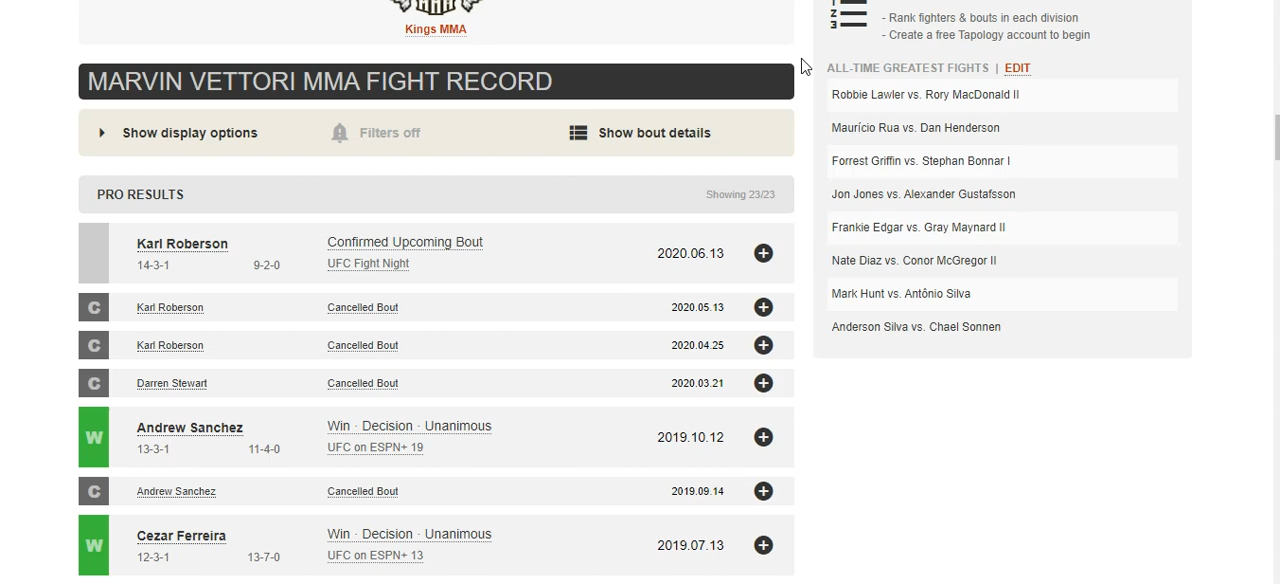 Kings MMA
MARVIN VETTORI MMA FIGHT RECORD
Show display options Filters off Show bout details
PRO RESULTS Showing 23/23
Karl Roberson Confirmed Upcoming Bout 2020.06.13
14-3-1 9-2-0 UFC Fight Night
C Karl Roberson Cancelled Bout 2020.05.13
C Karl Roberson Cancelled Bout 2020.04.25
C Darren Stewart Cancelled Bout 2020.03.21
W Andrew Sanchez Win · Decision · Unanimous 2019.10.12
13-3-1 11-4-0 UFC on ESPN+ 19
C Andrew Sanchez Cancelled Bout 2019.09.14
W Cezar Ferreira Win · Decision · Unanimous 2019.07.13
12-3-1 13-7-0 UFC on ESPN+ 13
- Rank fighters & bouts in each division
- Create a free Tapology account to begin
ALL-TIME GREATEST FIGHTS | EDIT
Robbie Lawler vs. Rory MacDonald II
Maurício Rua vs. Dan Henderson
Forrest Griffin vs. Stephan Bonnar I
Jon Jones vs. Alexander Gustafsson
Frankie Edgar vs. Gray Maynard II
Nate Diaz vs. Conor McGregor II
Mark Hunt vs. Antônio Silva
Anderson Silva vs. Chael Sonnen